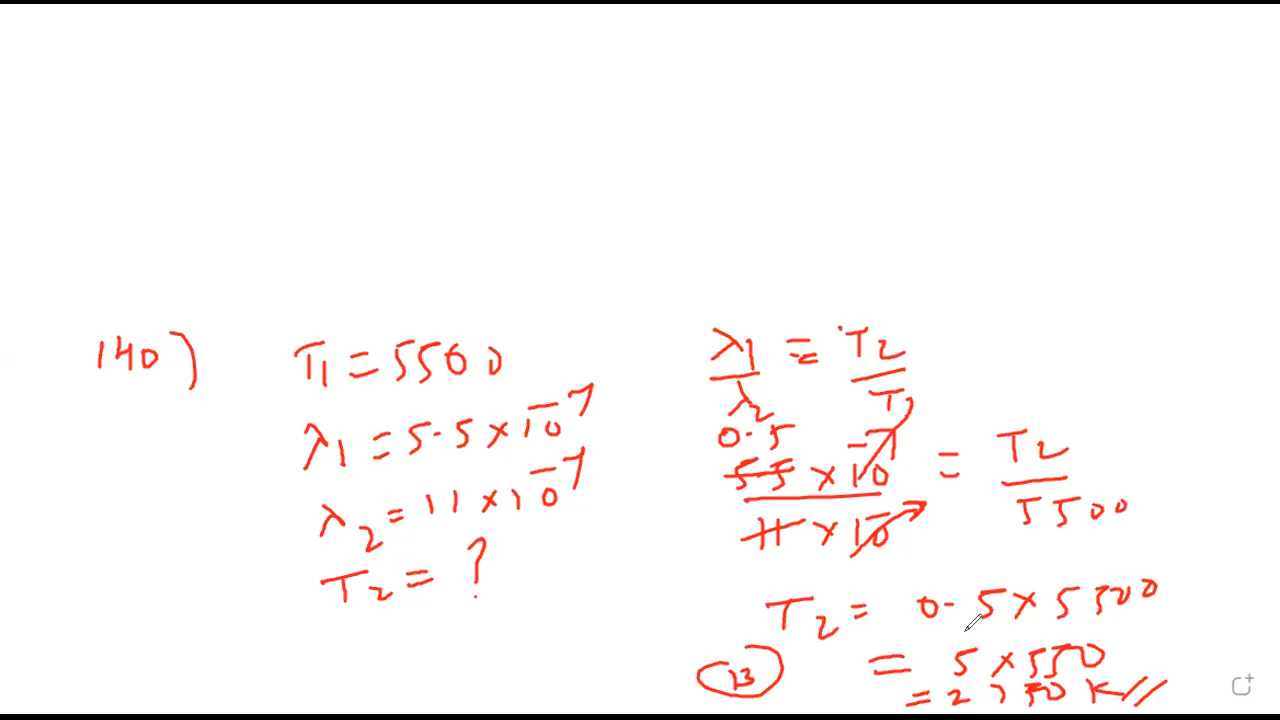 140)
T1 = 5500
λ1 = 5.5 × 10^-7
λ2 = 11 × 10^-7
T2 = ?
λ1/λ2 = T2/T1
0.5
5.5 × 10^-7 / 11 × 10^-7 = T2/5500
T2 = 0.5 × 5500
= 5 × 550
= 2750 K//